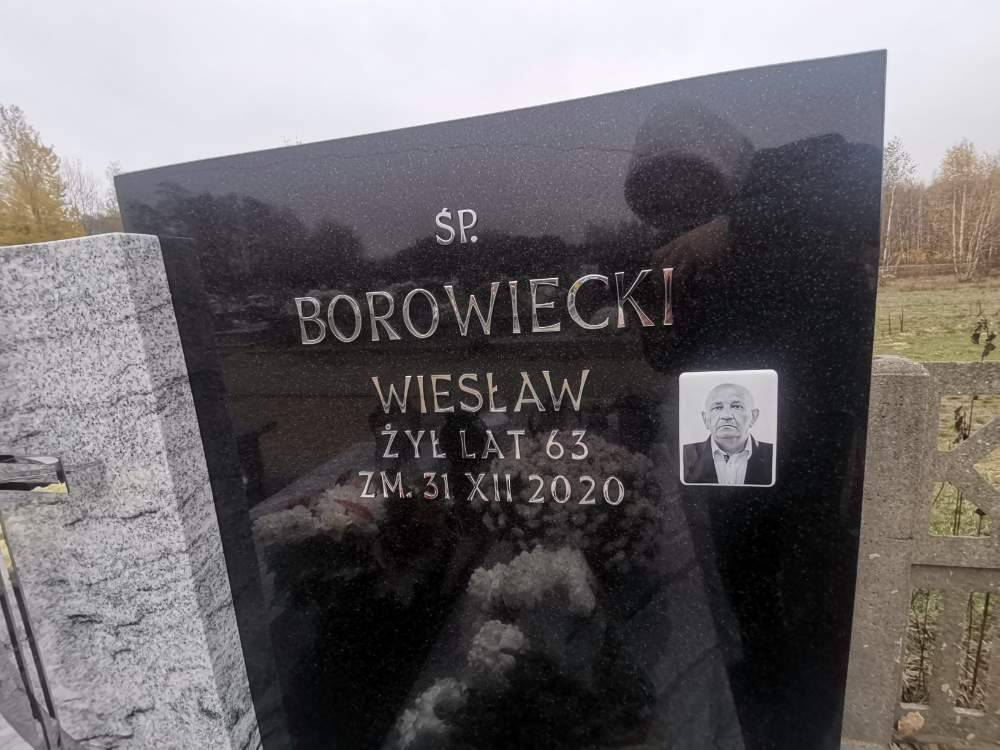 ŚP.
BOROWIECKI
WIESŁAW
ŻYŁ LAT 63
ZM. 31 XII 2020